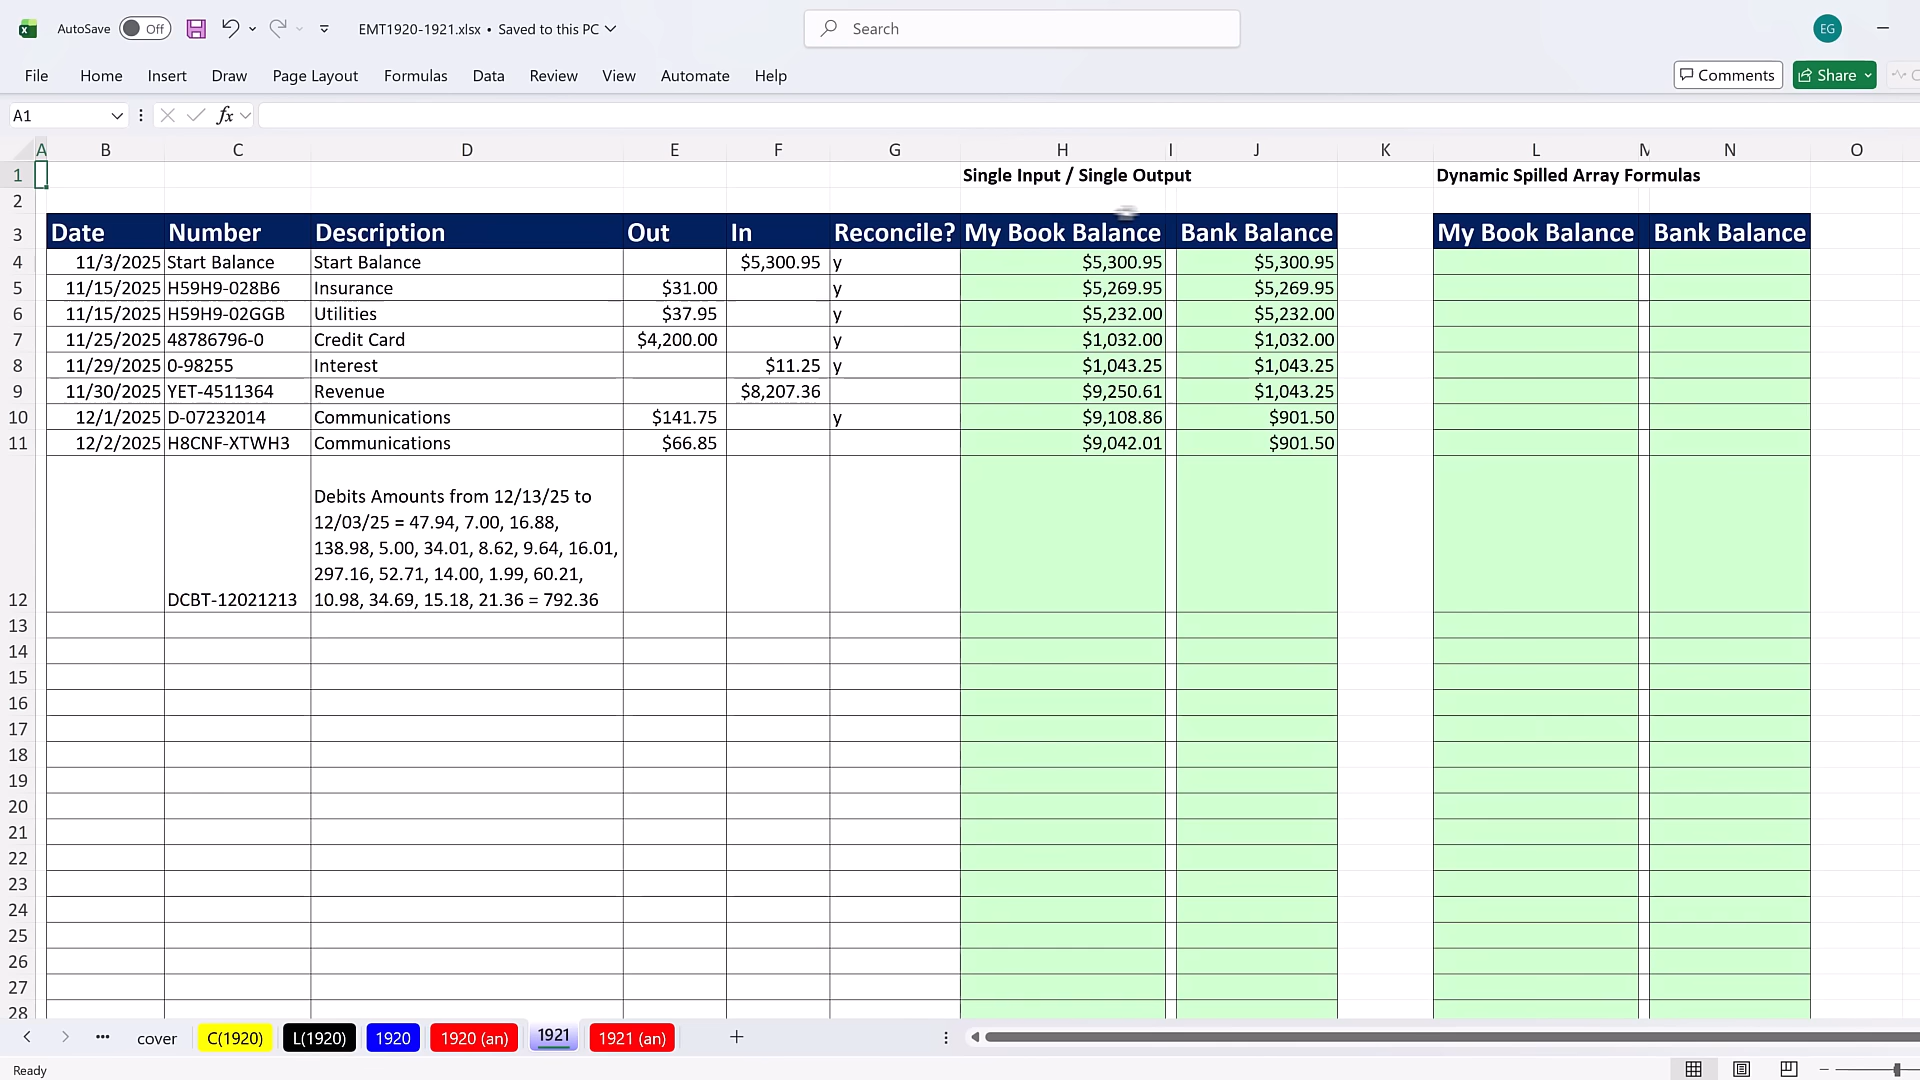 AutoSave Off EMT1920-1921.xlsx • Saved to this PC Search EG
File Home Insert Draw Page Layout Formulas Data Review View Automate Help Comments Share
A1 fx
A B C D E F G H I J K L M N O
1 Single Input / Single Output Dynamic Spilled Array Formulas
2
3 Date Number Description Out In Reconcile? My Book Balance Bank Balance My Book Balance Bank Balance
4 11/3/2025 Start Balance Start Balance $5,300.95 y $5,300.95 $5,300.95
5 11/15/2025 H59H9-028B6 Insurance $31.00 y $5,269.95 $5,269.95
6 11/15/2025 H59H9-02GGB Utilities $37.95 y $5,232.00 $5,232.00
7 11/25/2025 48786796-0 Credit Card $4,200.00 y $1,032.00 $1,032.00
8 11/29/2025 0-98255 Interest $11.25 y $1,043.25 $1,043.25
9 11/30/2025 YET-4511364 Revenue $8,207.36 $9,250.61 $1,043.25
10 12/1/2025 D-07232014 Communications $141.75 y $9,108.86 $901.50
11 12/2/2025 H8CNF-XTWH3 Communications $66.85 $9,042.01 $901.50
Debits Amounts from 12/13/25 to
12/03/25 = 47.94, 7.00, 16.88,
138.98, 5.00, 34.01, 8.62, 9.64, 16.01,
297.16, 52.71, 14.00, 1.99, 60.21,
12 DCBT-12021213 10.98, 34.69, 15.18, 21.36 = 792.36
13
14
15
16
17
18
19
20
21
22
23
24
25
26
27
28
cover C(1920) L(1920) 1920 1920 (an) 1921 1921 (an)
Ready